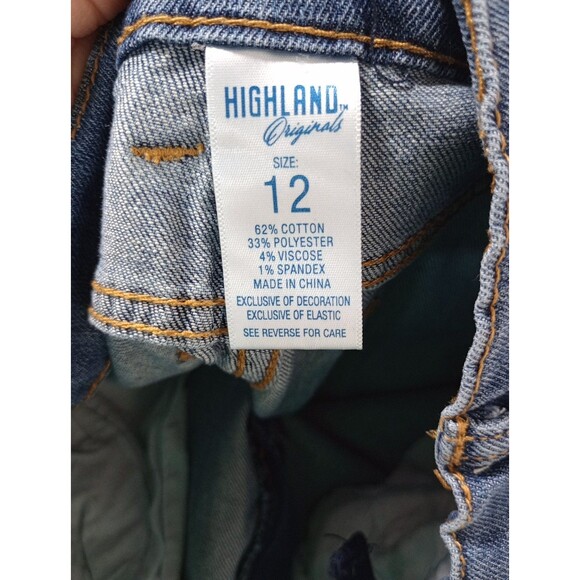 HIGHLAND™
Originals
SIZE:
12
62% COTTON
33% POLYESTER
4% VISCOSE
1% SPANDEX
MADE IN CHINA
EXCLUSIVE OF DECORATION
EXCLUSIVE OF ELASTIC
SEE REVERSE FOR CARE